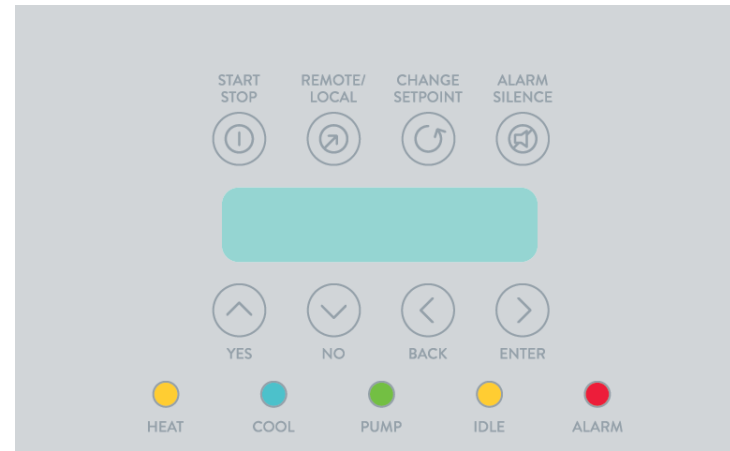 START REMOTE/ CHANGE ALARM
STOP LOCAL SETPOINT SILENCE
YES NO BACK ENTER
HEAT COOL PUMP IDLE ALARM